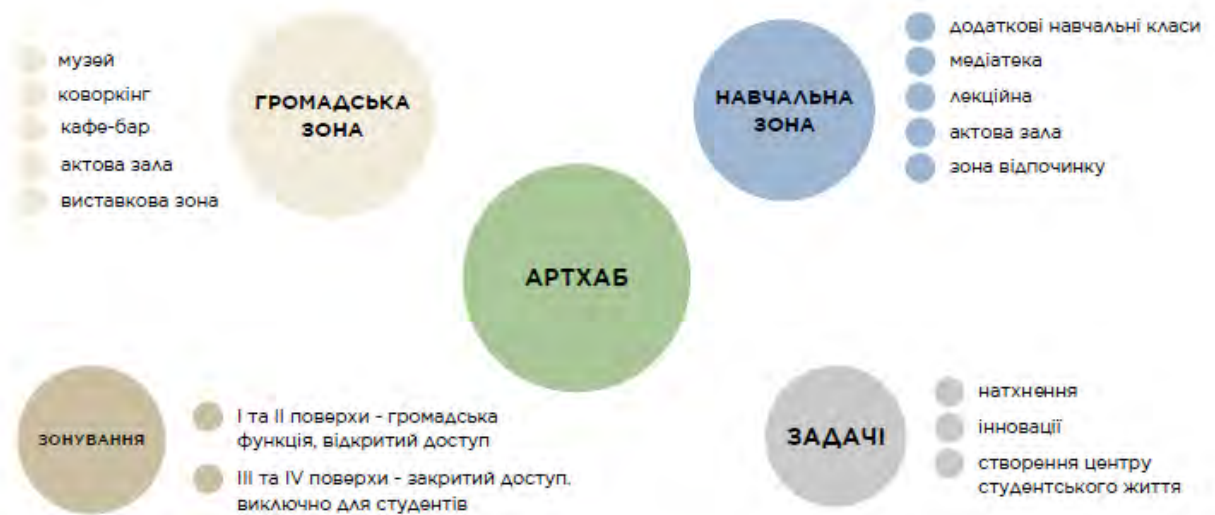 ГРОМАДСЬКА
ЗОНА
музей
коворкінг
кафе-бар
актова зала
виставкова зона
НАВЧАЛЬНА
ЗОНА
додаткові навчальні класи
медіатека
лекційна
актова зала
зона відпочинку
АРТХАБ
ЗОНУВАННЯ
I та II поверхи - громадська
функція, відкритий доступ
III та IV поверхи - закритий доступ.
виключно для студентів
ЗАДАЧІ
натхнення
інновації
створення центру
студентського життя